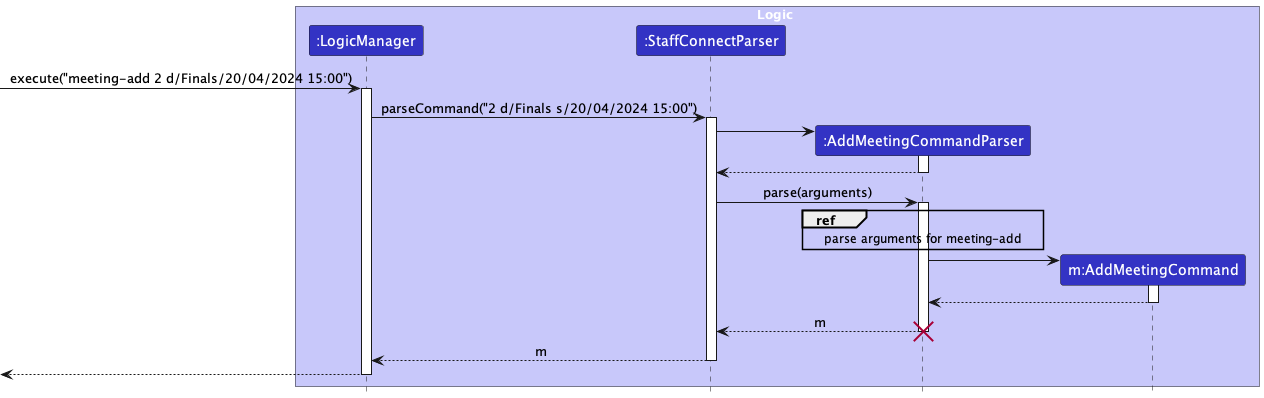 Logic
:LogicManager
:StaffConnectParser
execute("meeting-add 2 d/Finals/20/04/2024 15:00")
parseCommand("2 d/Finals s/20/04/2024 15:00")
:AddMeetingCommandParser
parse(arguments)
ref
parse arguments for meeting-add
m:AddMeetingCommand
m
m